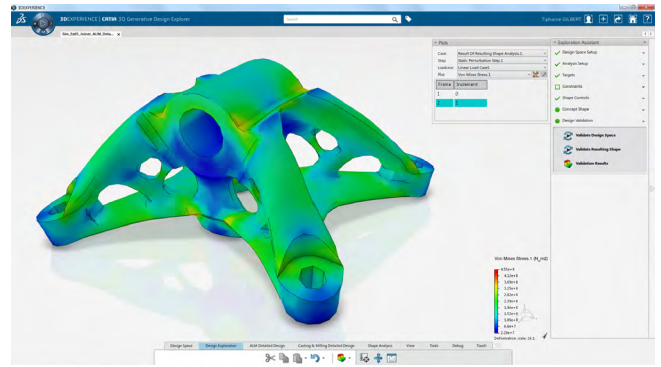 3DEXPERIENCE | CATIA 3D Generative Design Explorer
Search
Tiphanie GILBERT
Plots
Case Result Of Resulting Shape Analysis.1
Step Static Perturbation Step.1
Loadcase Linear Load Case1
Plot Von Mises Stress.1
Frame Increment
1 0
2 1
Exploration Assistant
Design Space Setup
Analysis Setup
Targets
Constraints
Shape Controls
Concept Shape
Design Validation
Validate Design Space
Validate Resulting Shape
Validation Results
Von Mises Stress.1 (N_m2)
Deformation scale:
Design Space Design Exploration ALM Detailed Design Casting & Milling Detailed Design Shape Analysis View Tools Debug Touch